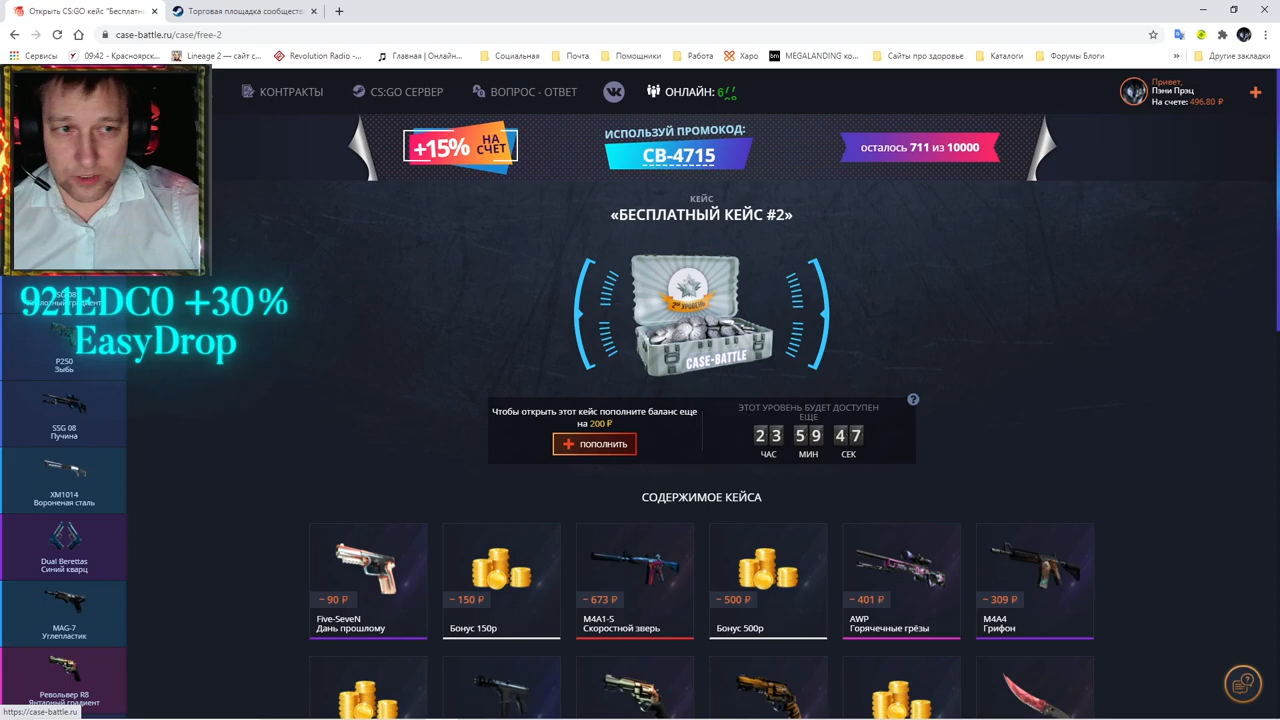 Открыть CS:GO кейс "Бесплатн
Торговая площадка сообществ
case-battle.ru/case/free-2
Сервисы
09:42 - Красноярск...
Lineage 2 — сайт с...
Revolution Radio –...
Главная | Онлайн...
Социальная
Почта
Помощники
Работа
Харо
MEGALANDING ко...
Сайты про здоровье
Каталоги
Форумы Блоги
»
Другие закладки
КОНТРАКТЫ
CS:GO СЕРВЕР
ВОПРОС - ОТВЕТ
ОНЛАЙН:
Привет,
Пэни Прэц
На счете: 496.80 ₽
+15% НА СЧЕТ
ИСПОЛЬЗУЙ ПРОМОКОД:
CB-4715
осталось 711 из 10000
КЕЙС
«БЕСПЛАТНЫЙ КЕЙС #2»
УРОВЕНЬ
CASE-BATTLE
921EDC0 +30%
EasyDrop
P250
Зыбь
SSG 08
Пучина
XM1014
Вороненая сталь
Dual Berettas
Синий кварц
MAG-7
Углепластик
Револьвер R8
Янтарный градиент
Чтобы открыть этот кейс пополните баланс еще
на 200 ₽
ПОПОЛНИТЬ
ЭТОТ УРОВЕНЬ БУДЕТ ДОСТУПЕН
ЕЩЕ
23 59 47
ЧАС МИН СЕК
?
СОДЕРЖИМОЕ КЕЙСА
~ 90 ₽
Five-SeveN
Дань прошлому
~ 150 ₽
Бонус 150р
~ 673 ₽
M4A1-S
Скоростной зверь
~ 500 ₽
Бонус 500р
~ 401 ₽
AWP
Горячечные грёзы
~ 309 ₽
M4A4
Грифон
https://case-battle.ru